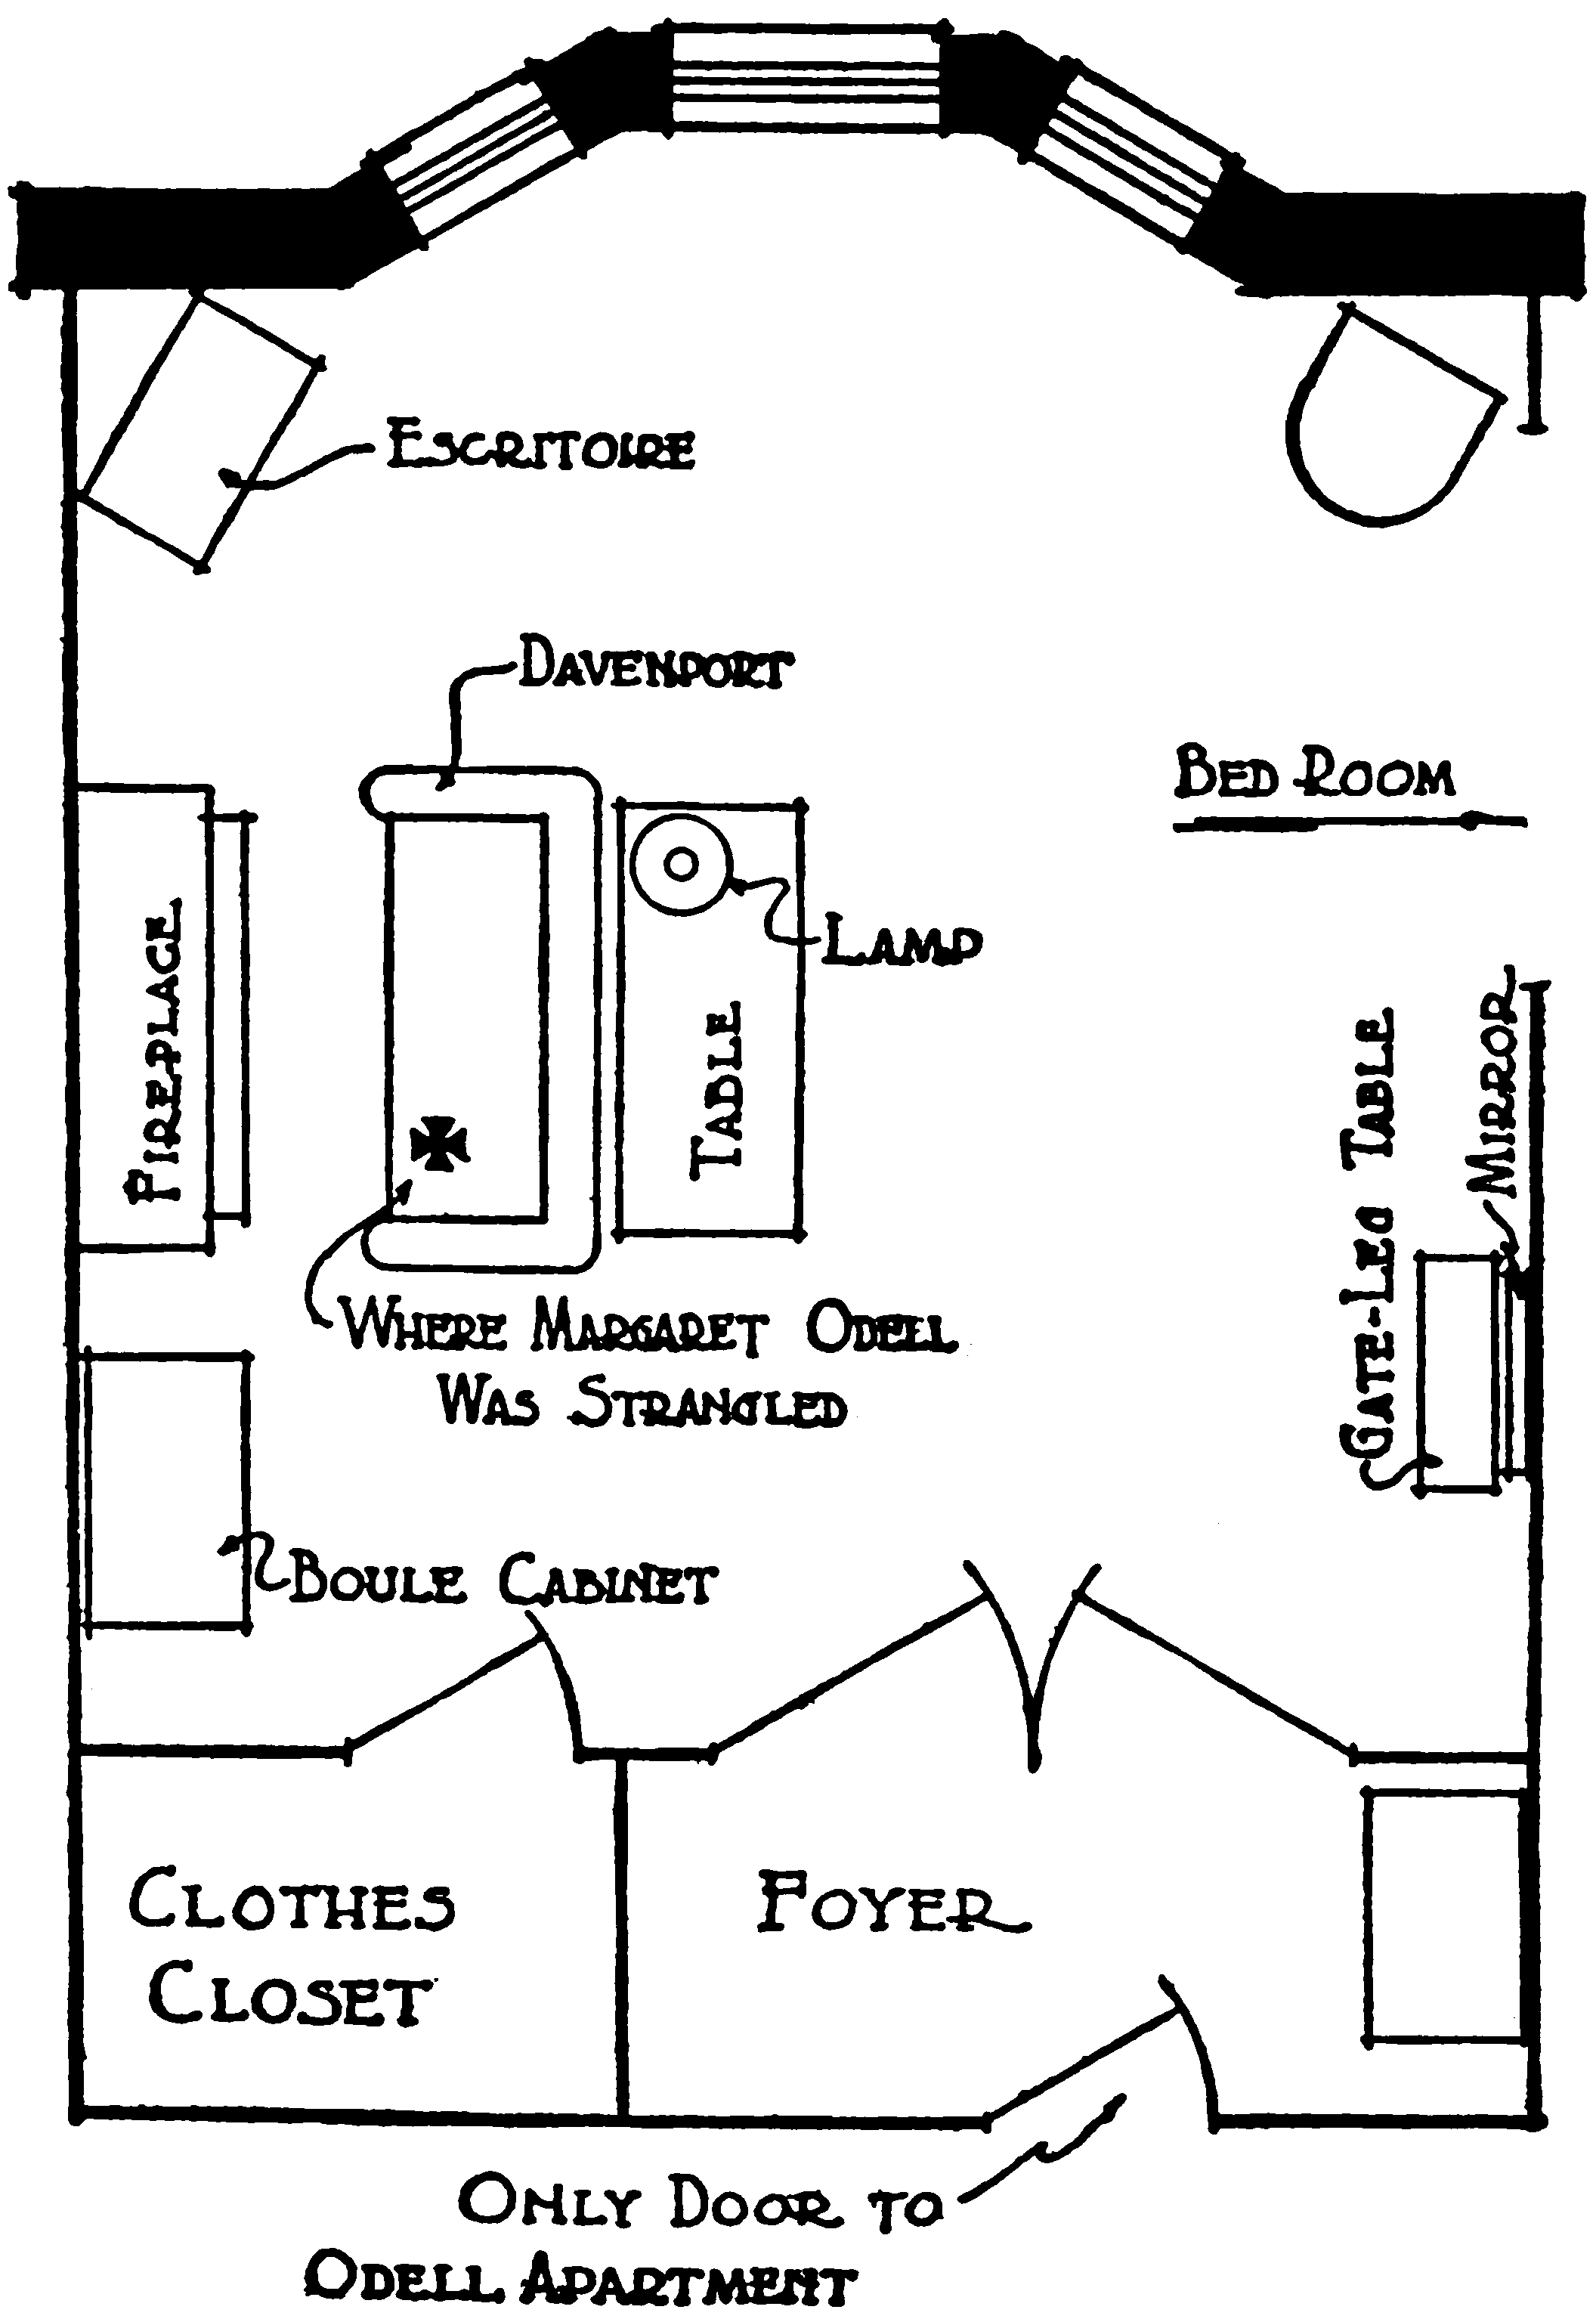 Escritoire
Davenport
Bed Room
Lamp
Fireplace
Table
Gate-Leg Table
Mirror
Where Margaret Odell
Was Strangled
Boule Cabinet
Clothes
Closet
Foyer
Only Door to
Odell Apartment